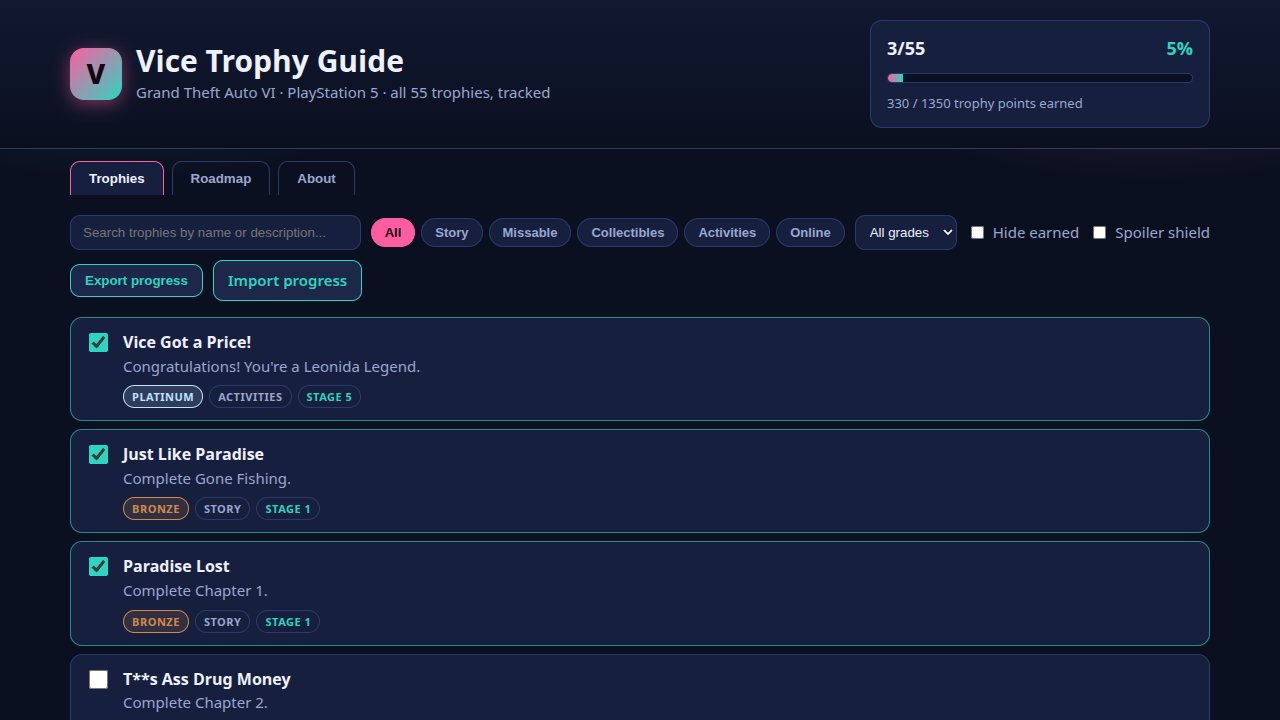 V
Vice Trophy Guide
Grand Theft Auto VI · PlayStation 5 · all 55 trophies, tracked
3/55 5%
330 / 1350 trophy points earned
Trophies Roadmap About
Search trophies by name or description... All Story Missable Collectibles Activities Online All grades Hide earned Spoiler shield
Export progress Import progress
Vice Got a Price!
Congratulations! You're a Leonida Legend.
PLATINUM ACTIVITIES STAGE 5
Just Like Paradise
Complete Gone Fishing.
BRONZE STORY STAGE 1
Paradise Lost
Complete Chapter 1.
BRONZE STORY STAGE 1
T**s Ass Drug Money
Complete Chapter 2.